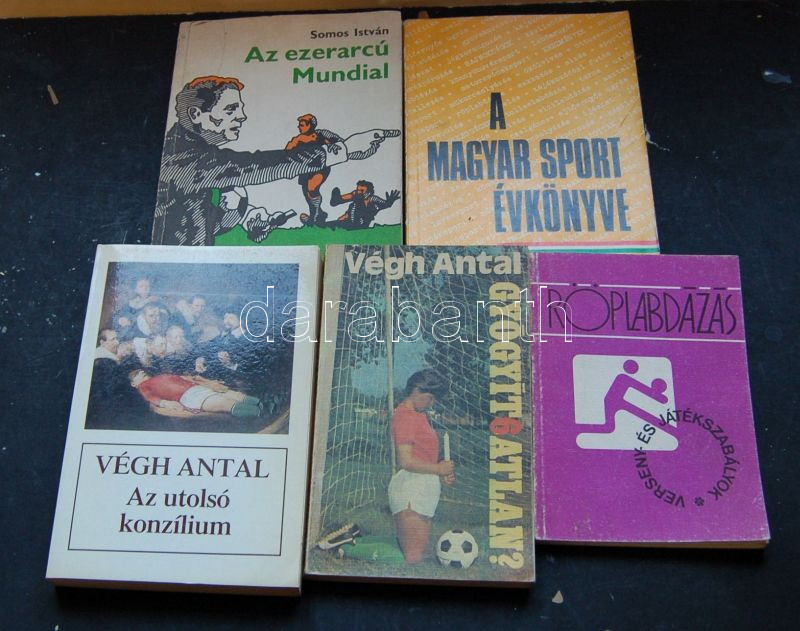 Somos István
Az ezerarcú
Mundial
A
MAGYAR SPORT
ÉVKÖNYVE
VÉGH ANTAL
Az utolsó
konzílium
Végh Antal
GYÓGYÍT6ATLAN?
RÖPLABDÁZÁS
VERSENY- ÉS JÁTÉKSZABÁLYOK
darabanth